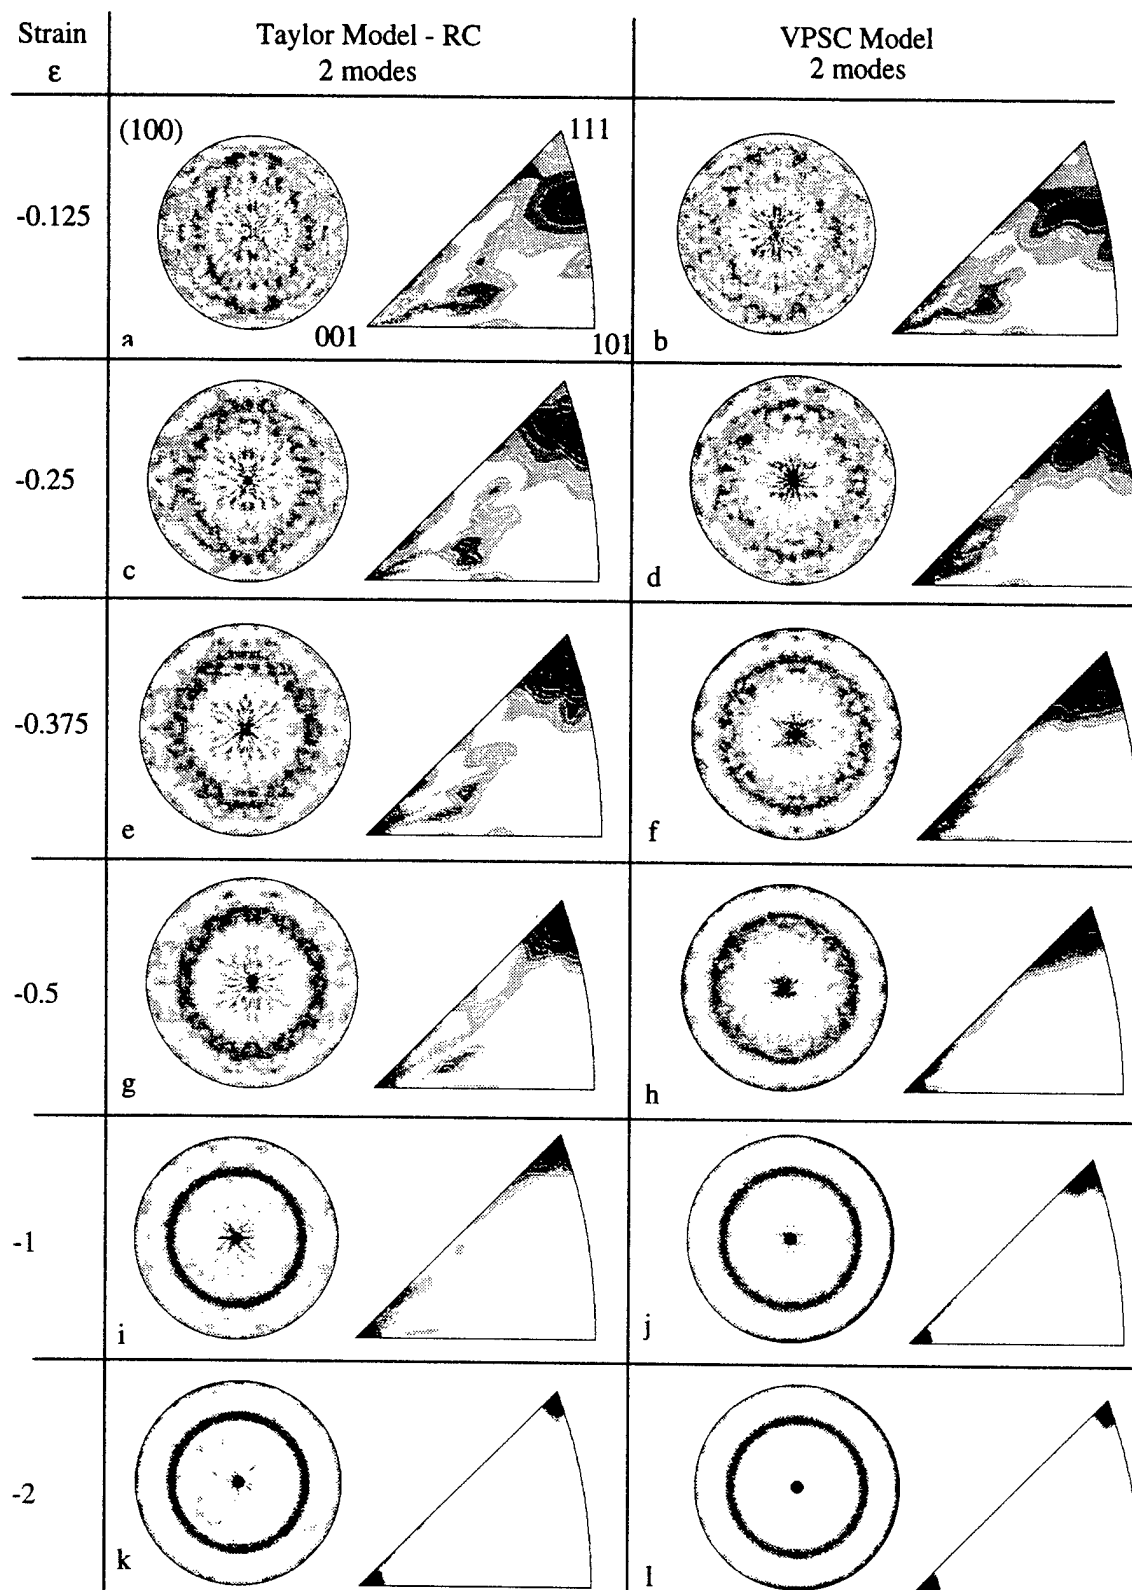 Strain
ε
Taylor Model - RC
2 modes
VPSC Model
2 modes
-0.125
(100)
111
001
101
a
b
-0.25
c
d
-0.375
e
f
-0.5
g
h
-1
i
j
-2
k
l